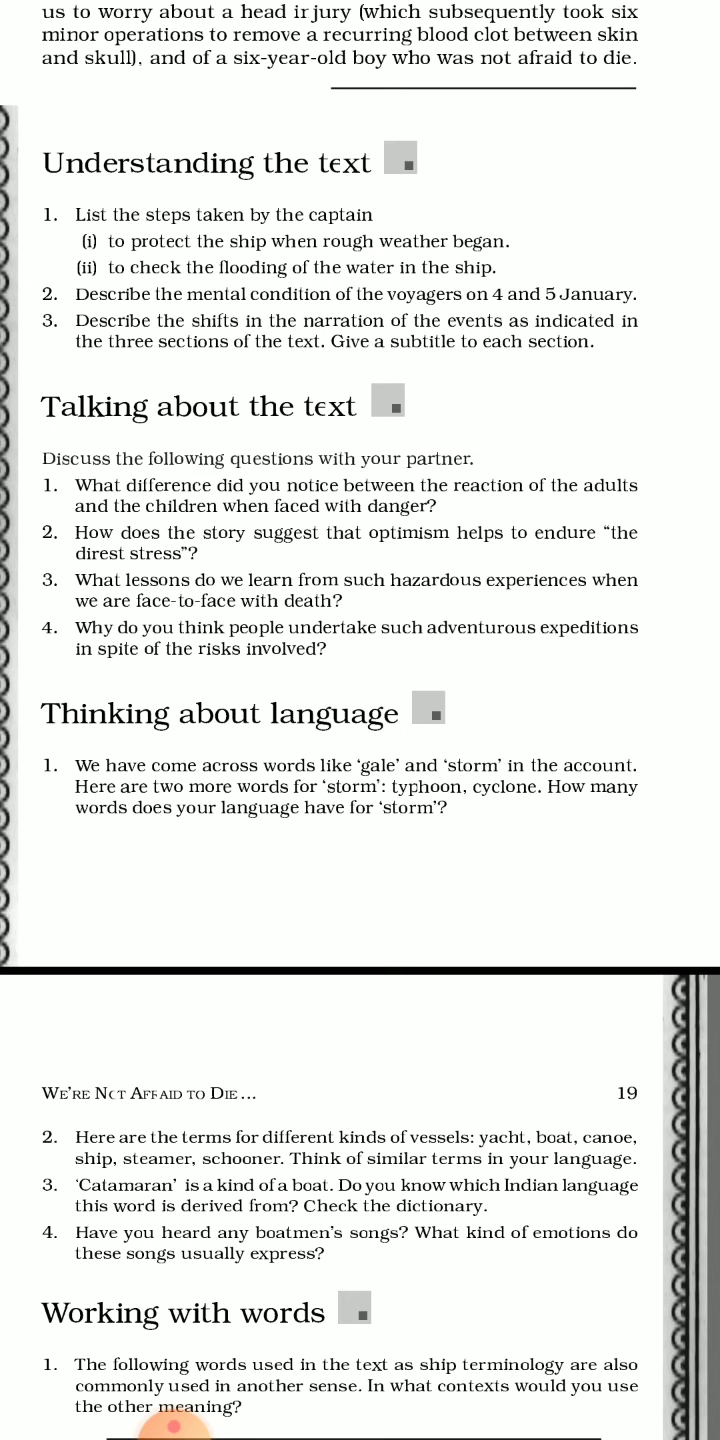 us to worry about a head injury (which subsequently took six
minor operations to remove a recurring blood clot between skin
and skull), and of a six-year-old boy who was not afraid to die.
Understanding the text
1. List the steps taken by the captain
(i) to protect the ship when rough weather began.
(ii) to check the flooding of the water in the ship.
2. Describe the mental condition of the voyagers on 4 and 5 January.
3. Describe the shifts in the narration of the events as indicated in
the three sections of the text. Give a subtitle to each section.
Talking about the text
Discuss the following questions with your partner.
1. What difference did you notice between the reaction of the adults
and the children when faced with danger?
2. How does the story suggest that optimism helps to endure “the
direst stress”?
3. What lessons do we learn from such hazardous experiences when
we are face-to-face with death?
4. Why do you think people undertake such adventurous expeditions
in spite of the risks involved?
Thinking about language
1. We have come across words like ‘gale’ and ‘storm’ in the account.
Here are two more words for ‘storm’: typhoon, cyclone. How many
words does your language have for ‘storm’?
WE’RE NOT AFRAID TO DIE... 19
2. Here are the terms for different kinds of vessels: yacht, boat, canoe,
ship, steamer, schooner. Think of similar terms in your language.
3. ‘Catamaran’ is a kind of a boat. Do you know which Indian language
this word is derived from? Check the dictionary.
4. Have you heard any boatmen’s songs? What kind of emotions do
these songs usually express?
Working with words
1. The following words used in the text as ship terminology are also
commonly used in another sense. In what contexts would you use
the other meaning?